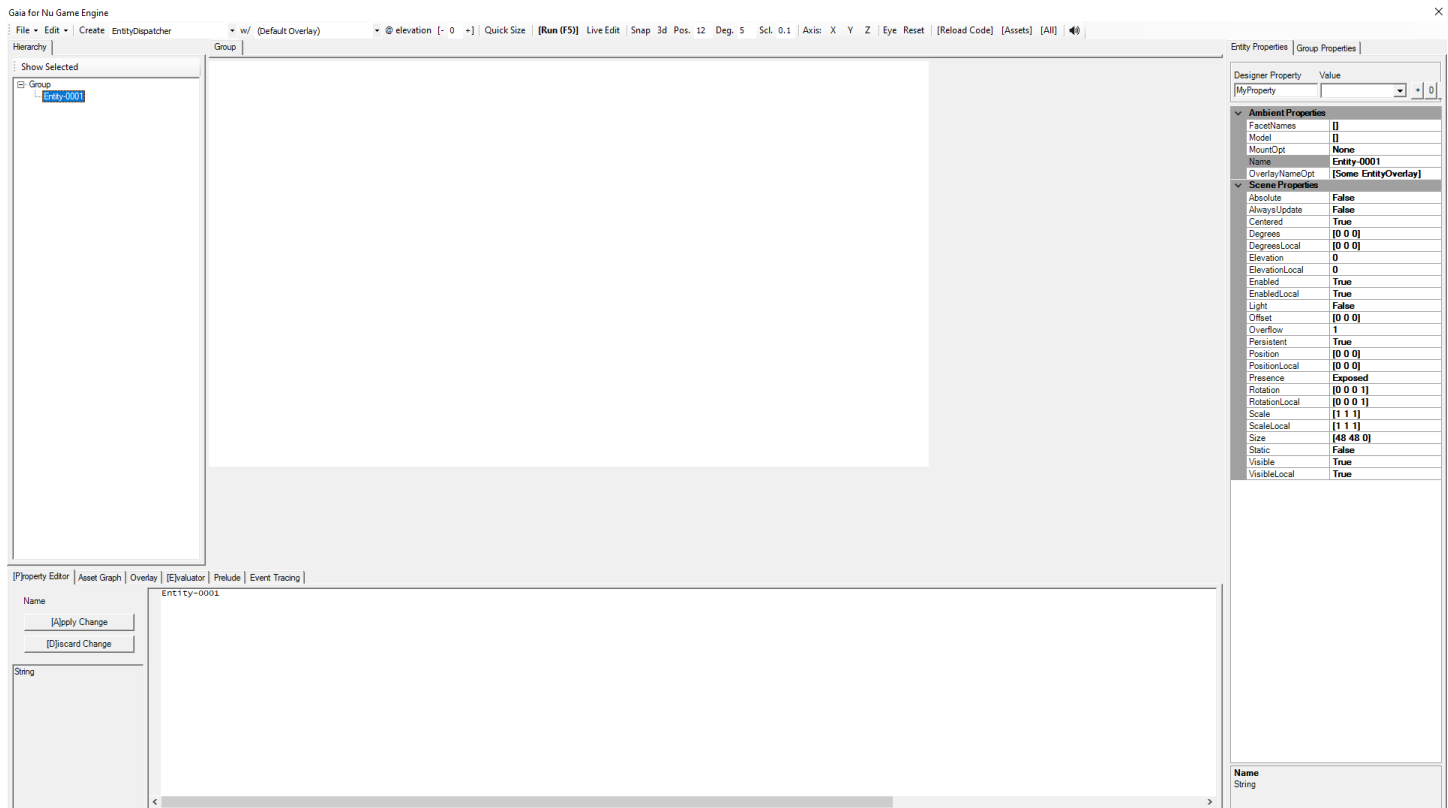 Gaia for Nu Game Engine
File Edit Create EntityDispatcher w/ (Default Overlay) @ elevation [- 0 +] Quick Size [Run (F5)] Live Edit Snap 3d Pos. 12 Deg. 5 Scl. 0.1 Axis: X Y Z Eye Reset [Reload Code] [Assets] [All]
Hierarchy
Show Selected
Group
Entity-0001
Group
[P]roperty Editor Asset Graph Overlay [E]valuator Prelude Event Tracing
Name
[A]pply Change
[D]iscard Change
String
Entity-0001
Entity Properties Group Properties
Designer Property Value
MyProperty + 0
Ambient Properties
FacetNames []
Model []
MountOpt None
Name Entity-0001
OverlayNameOpt [Some EntityOverlay]
Scene Properties
Absolute False
AlwaysUpdate False
Centered True
Degrees [0 0 0]
DegreesLocal [0 0 0]
Elevation 0
ElevationLocal 0
Enabled True
EnabledLocal True
Light False
Offset [0 0 0]
Overflow 1
Persistent True
Position [0 0 0]
PositionLocal [0 0 0]
Presence Exposed
Rotation [0 0 0 1]
RotationLocal [0 0 0 1]
Scale [1 1 1]
ScaleLocal [1 1 1]
Size [48 48 0]
Static False
Visible True
VisibleLocal True
Name
String